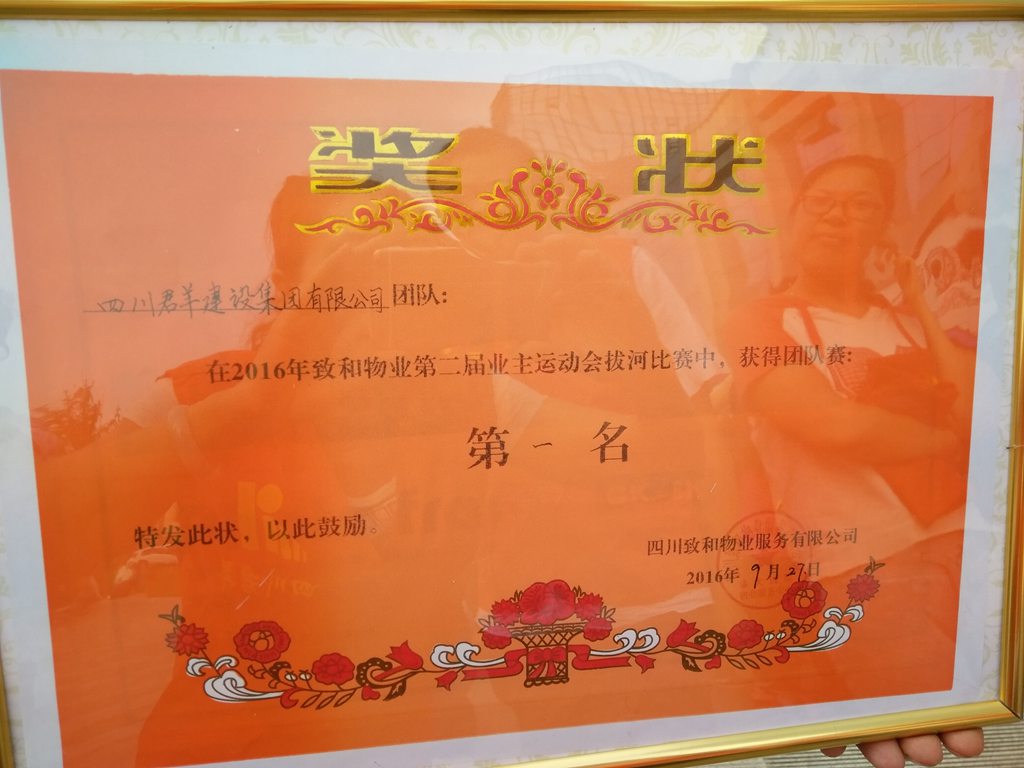 奖状
四川君羊建设集团有限公司团队:
在2016年致和物业第二届业主运动会拔河比赛中，获得团队赛:
第一名
特发此状，以此鼓励。
四川致和物业服务有限公司
2016年9月27日